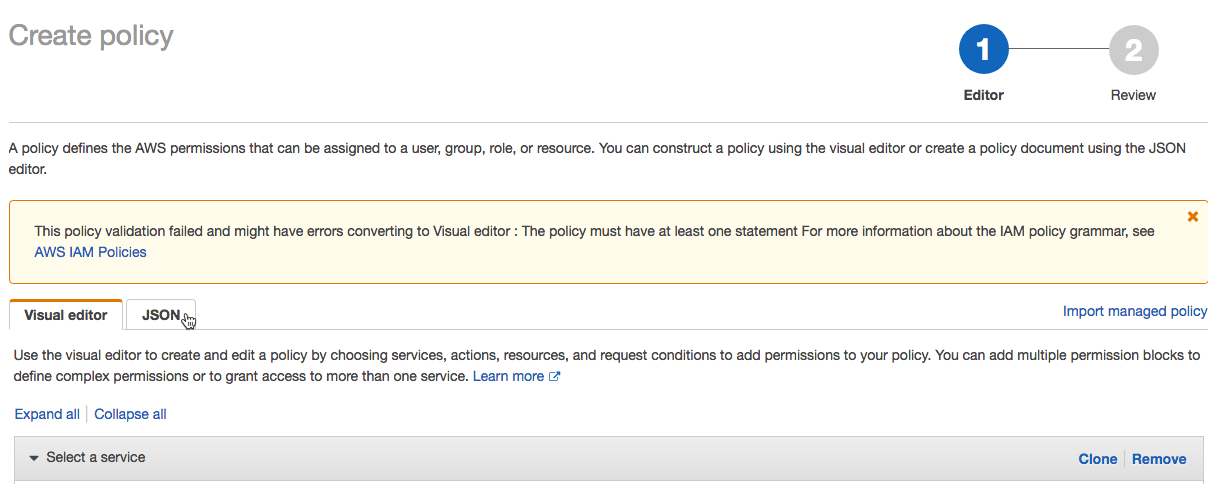 Create policy
1
2
Editor
Review
A policy defines the AWS permissions that can be assigned to a user, group, role, or resource. You can construct a policy using the visual editor or create a policy document using the JSON
editor.
This policy validation failed and might have errors converting to Visual editor : The policy must have at least one statement For more information about the IAM policy grammar, see
AWS IAM Policies
Visual editor
JSON
Import managed policy
Use the visual editor to create and edit a policy by choosing services, actions, resources, and request conditions to add permissions to your policy. You can add multiple permission blocks to
define complex permissions or to grant access to more than one service. Learn more
Expand all Collapse all
Select a service
Clone Remove